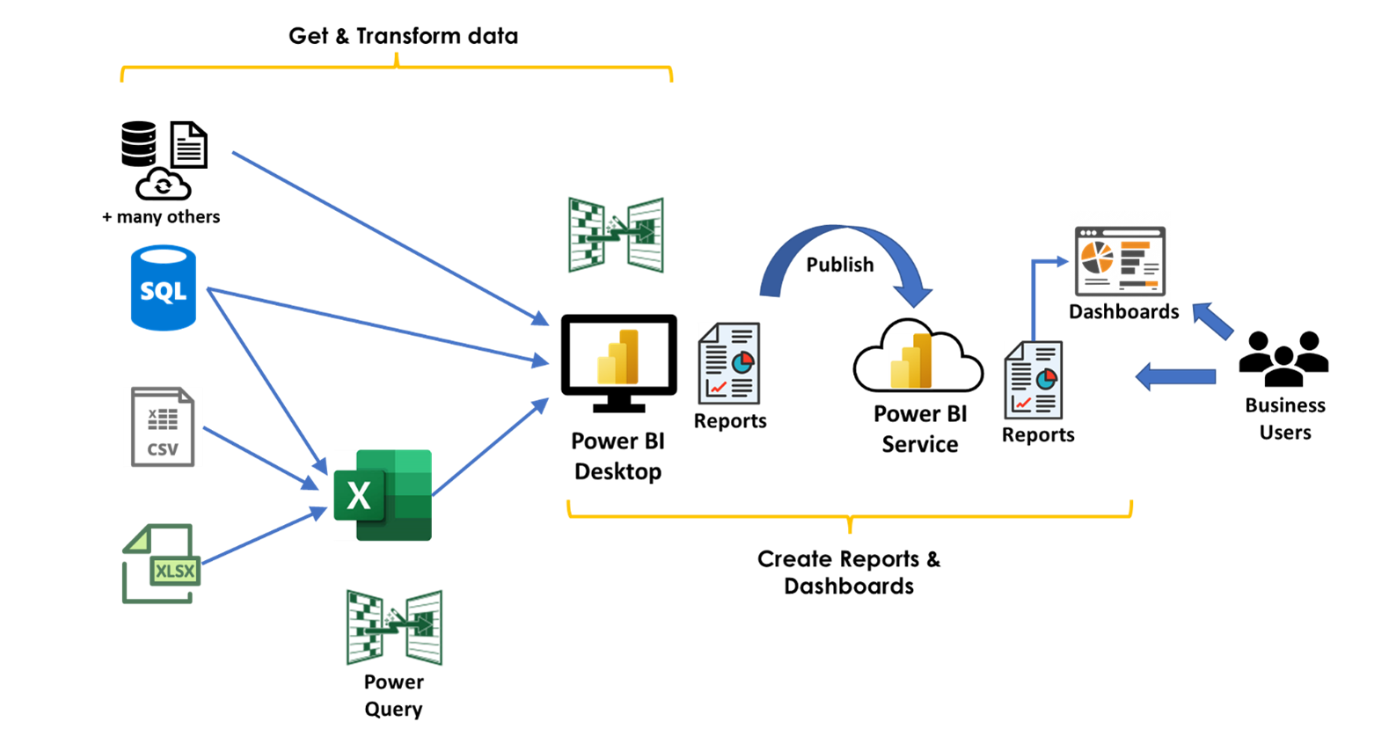 Get & Transform data
+ many others
SQL
CSV
X
XLSX
X
Power
Query
Power BI
Desktop
Reports
Publish
Power BI
Service
Reports
Dashboards
Business
Users
Create Reports &
Dashboards